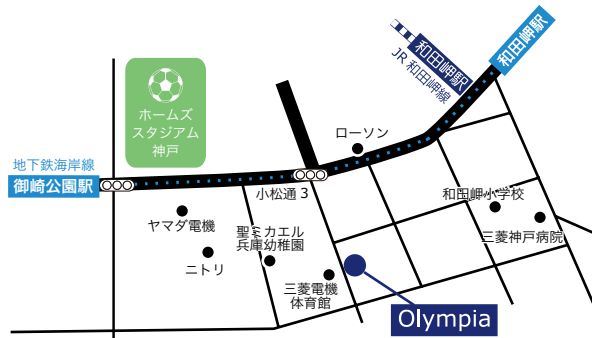 和田岬駅
和田岬駅
JR 和田岬線
ホームズ
スタジアム
神戸
ローソン
地下鉄海岸線
御崎公園駅
小松通 3
和田岬小学校
ヤマダ電機
聖ミカエル
兵庫幼稚園
三菱神戸病院
ニトリ
三菱電機
体育館
Olympia